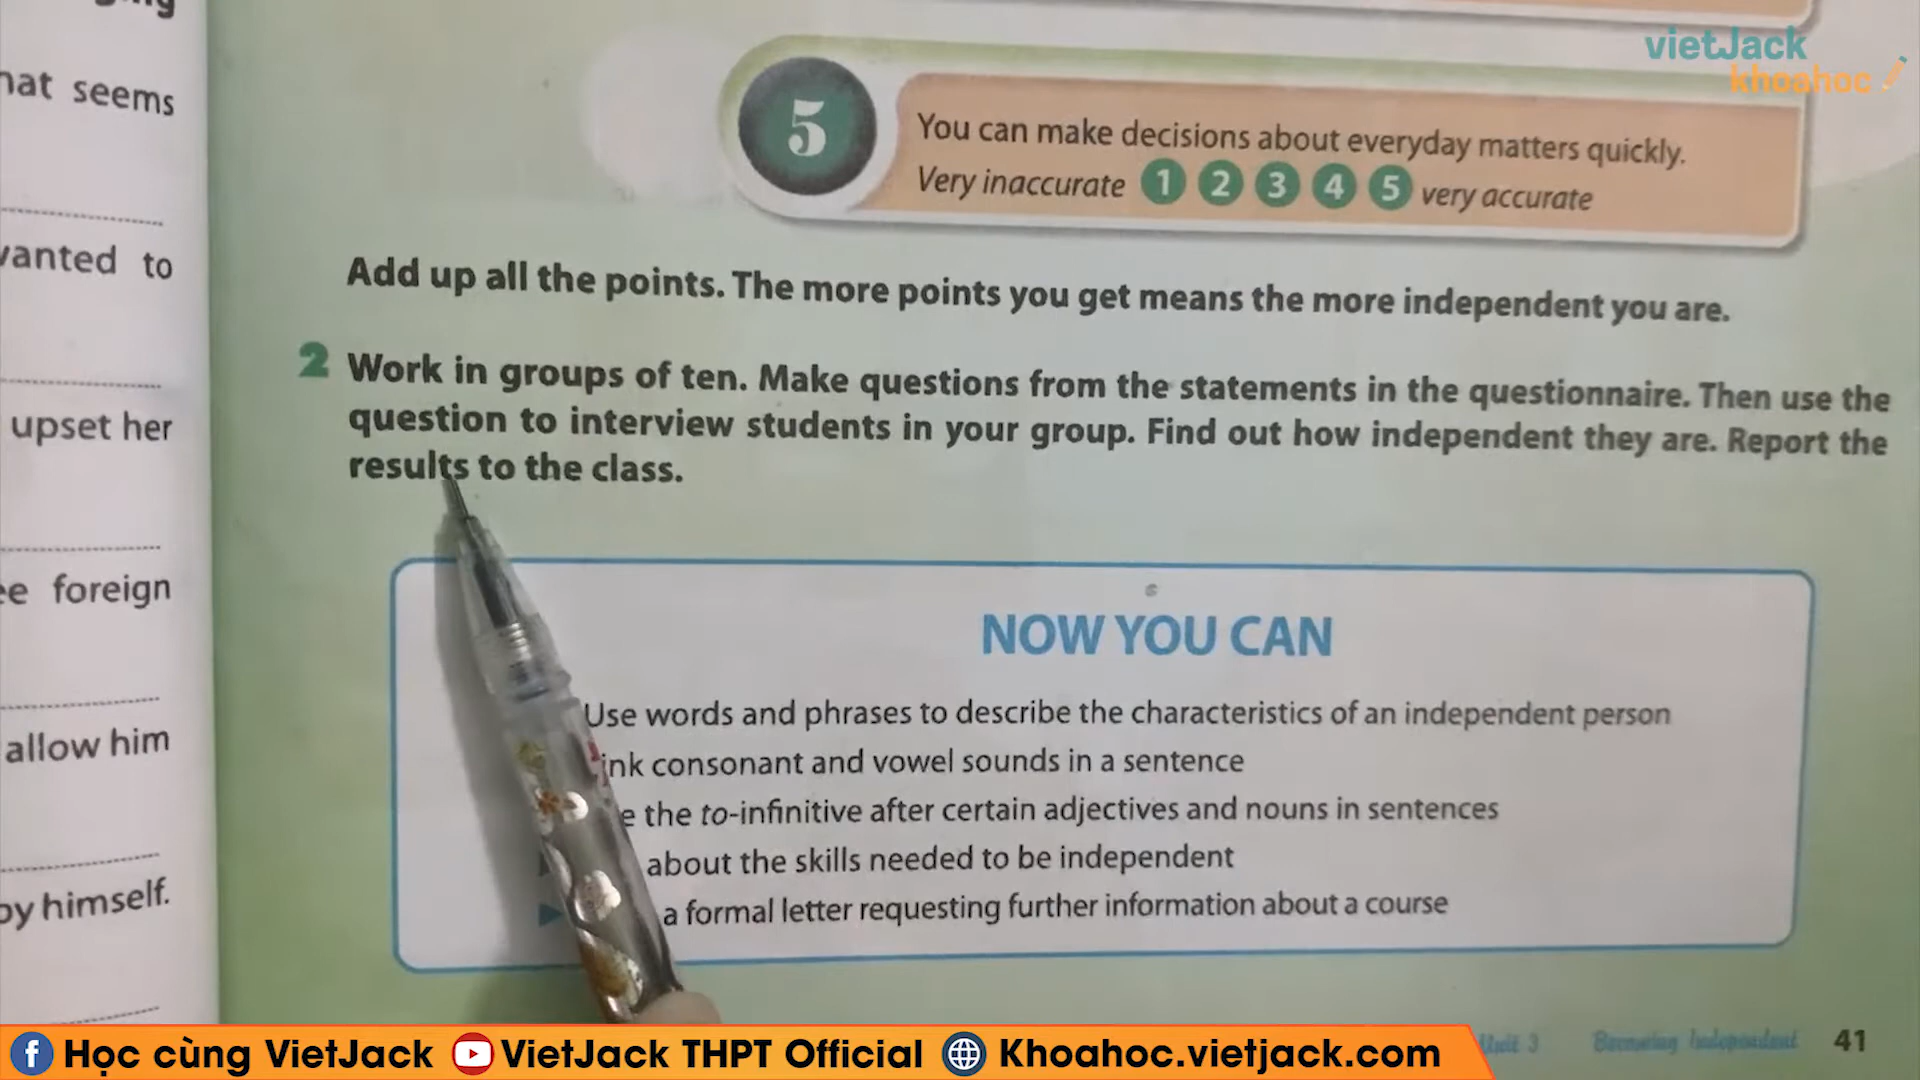 hat seems
wanted to
upset her
foreign
allow him
by himself.
vietJack
khoahoc
5
You can make decisions about everyday matters quickly.
Very inaccurate 1 2 3 4 5 very accurate
Add up all the points. The more points you get means the more independent you are.
2 Work in groups of ten. Make questions from the statements in the questionnaire. Then use the
question to interview students in your group. Find out how independent they are. Report the
results to the class.
NOW YOU CAN
Use words and phrases to describe the characteristics of an independent person
ink consonant and vowel sounds in a sentence
e the to-infinitive after certain adjectives and nouns in sentences
about the skills needed to be independent
a formal letter requesting further information about a course
Unit 3 Becoming Independent 41
Học cùng VietJack VietJack THPT Official Khoahoc.vietjack.com